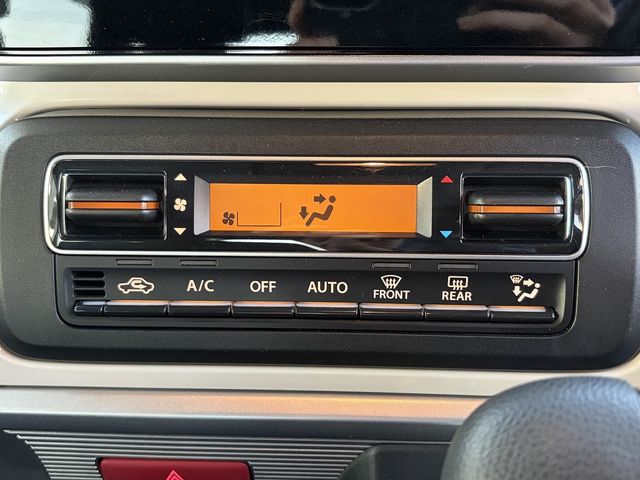 A/C OFF AUTO FRONT REAR